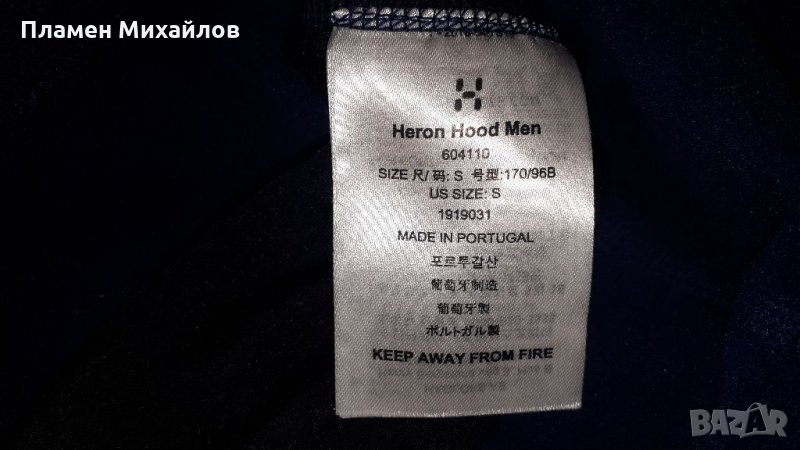 Пламен Михайлов
Heron Hood Men
604110
SIZE 尺/ 码: S 号型:170/96B
US SIZE: S
1919031
MADE IN PORTUGAL
포르투갈산
葡萄牙制造
葡萄牙製
ポルトガル製
KEEP AWAY FROM FIRE
BAZAR